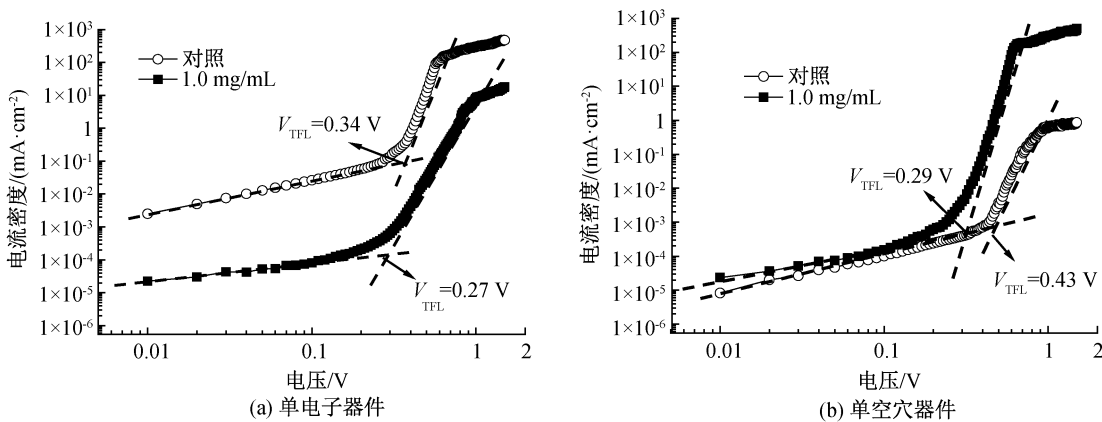 1×10³
1×10²
1×10¹
1
1×10⁻¹
1×10⁻²
1×10⁻³
1×10⁻⁴
1×10⁻⁵
1×10⁻⁶
电流密度/(mA·cm⁻²)
对照
1.0 mg/mL
V_TFL=0.34 V
V_TFL=0.27 V
0.01
0.1
1
2
电压/V
(a) 单电子器件
1×10³
1×10²
1×10¹
1
1×10⁻¹
1×10⁻²
1×10⁻³
1×10⁻⁴
1×10⁻⁵
1×10⁻⁶
电流密度/(mA·cm⁻²)
对照
1.0 mg/mL
V_TFL=0.29 V
V_TFL=0.43 V
0.01
0.1
1
2
电压/V
(b) 单空穴器件